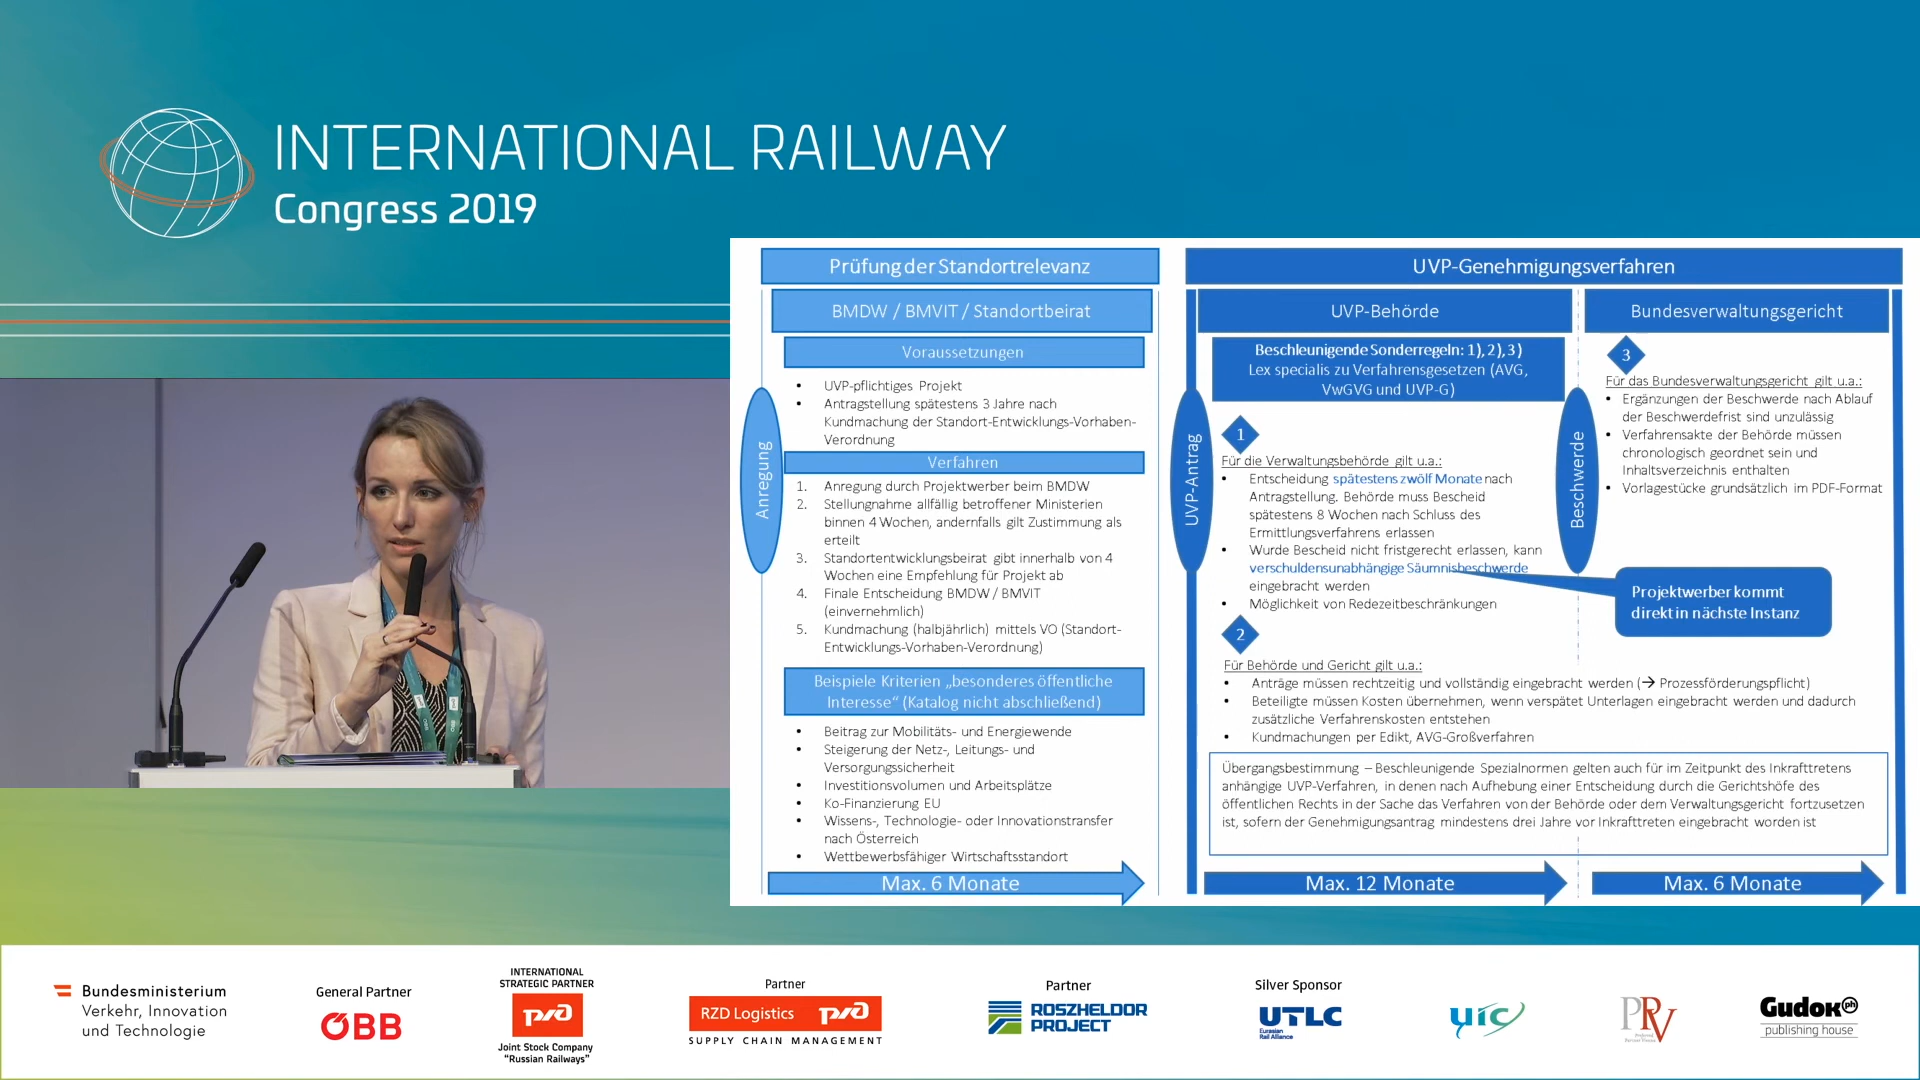 INTERNATIONAL RAILWAY
Congress 2019
Prüfung der Standortrelevanz
BMDW / BMVIT / Standortbeirat
Voraussetzungen
• UVP-pflichtiges Projekt
• Antragstellung spätestens 3 Jahre nach
Kundmachung der Standort-Entwicklungs-Vorhaben-
Verordnung
Anregung
Verfahren
1. Anregung durch Projektwerber beim BMDW
2. Stellungnahme allfällig betroffener Ministerien
binnen 4 Wochen, andernfalls gilt Zustimmung als
erteilt
3. Standortentwicklungsbeirat gibt innerhalb von 4
Wochen eine Empfehlung für Projekt ab
4. Finale Entscheidung BMDW / BMVIT
(einvernehmlich)
5. Kundmachung (halbjährlich) mittels VO (Standort-
Entwicklungs-Vorhaben-Verordnung)
Beispiele Kriterien „besonderes öffentliche
Interesse“ (Katalog nicht abschließend)
• Beitrag zur Mobilitäts- und Energiewende
• Steigerung der Netz-, Leitungs- und
Versorgungssicherheit
• Investitionsvolumen und Arbeitsplätze
• Ko-Finanzierung EU
• Wissens-, Technologie- oder Innovationstransfer
nach Österreich
• Wettbewerbsfähiger Wirtschaftsstandort
Max. 6 Monate
UVP-Genehmigungsverfahren
UVP-Behörde
Beschleunigende Sonderregeln: 1), 2), 3)
Lex specialis zu Verfahrensgesetzen (AVG,
VwGVG und UVP-G)
UVP-Antrag
1
Für die Verwaltungsbehörde gilt u.a.:
• Entscheidung spätestens zwölf Monate nach
Antragstellung. Behörde muss Bescheid
spätestens 8 Wochen nach Schluss des
Ermittlungsverfahrens erlassen
• Wurde Bescheid nicht fristgerecht erlassen, kann
verschuldensunabhängige Säumnisbeschwerde
eingebracht werden
• Möglichkeit von Redezeitbeschränkungen
Bundesverwaltungsgericht
3
Für das Bundesverwaltungsgericht gilt u.a.:
• Ergänzungen der Beschwerde nach Ablauf
der Beschwerdefrist sind unzulässig
• Verfahrensakte der Behörde müssen
chronologisch geordnet sein und
Inhaltsverzeichnis enthalten
• Vorlagestücke grundsätzlich im PDF-Format
Beschwerde
Projektwerber kommt
direkt in nächste Instanz
2
Für Behörde und Gericht gilt u.a.:
• Anträge müssen rechtzeitig und vollständig eingebracht werden (→ Prozessförderungspflicht)
• Beteiligte müssen Kosten übernehmen, wenn verspätet Unterlagen eingebracht werden und dadurch
zusätzliche Verfahrenskosten entstehen
• Kundmachungen per Edikt, AVG-Großverfahren
Übergangsbestimmung – Beschleunigende Spezialnormen gelten auch für im Zeitpunkt des Inkrafttretens
anhängige UVP-Verfahren, in denen nach Aufhebung einer Entscheidung durch die Gerichtshöfe des
öffentlichen Rechts in der Sache das Verfahren von der Behörde oder dem Verwaltungsgericht fortzusetzen
ist, sofern der Genehmigungsantrag mindestens drei Jahre vor Inkrafttreten eingebracht worden ist
Max. 12 Monate
Max. 6 Monate
Bundesministerium
Verkehr, Innovation
und Technologie
General Partner
ÖBB
INTERNATIONAL
STRATEGIC PARTNER
Joint Stock Company
"Russian Railways"
Partner
RZD Logistics
SUPPLY CHAIN MANAGEMENT
Partner
ROSZHELDOR
PROJECT
Silver Sponsor
UTLC
Eurasian
Rail Alliance
uic
PRV
Gudok ph
publishing house